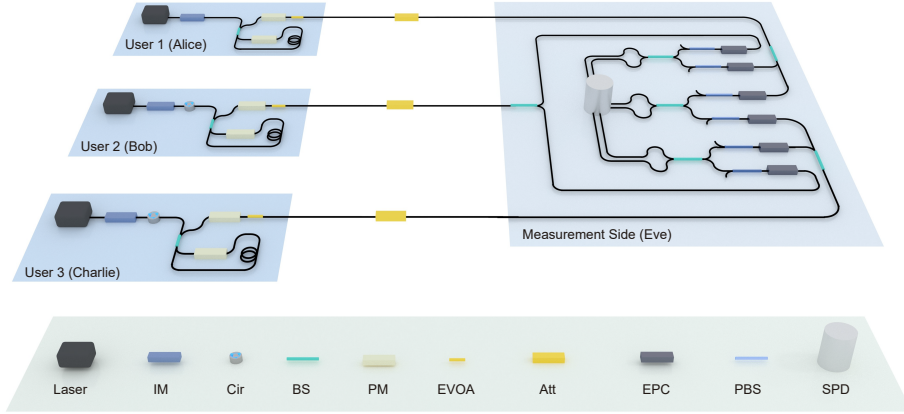 User 1 (Alice)
User 2 (Bob)
User 3 (Charlie)
Measurement Side (Eve)
Laser IM Cir BS PM EVOA Att EPC PBS SPD